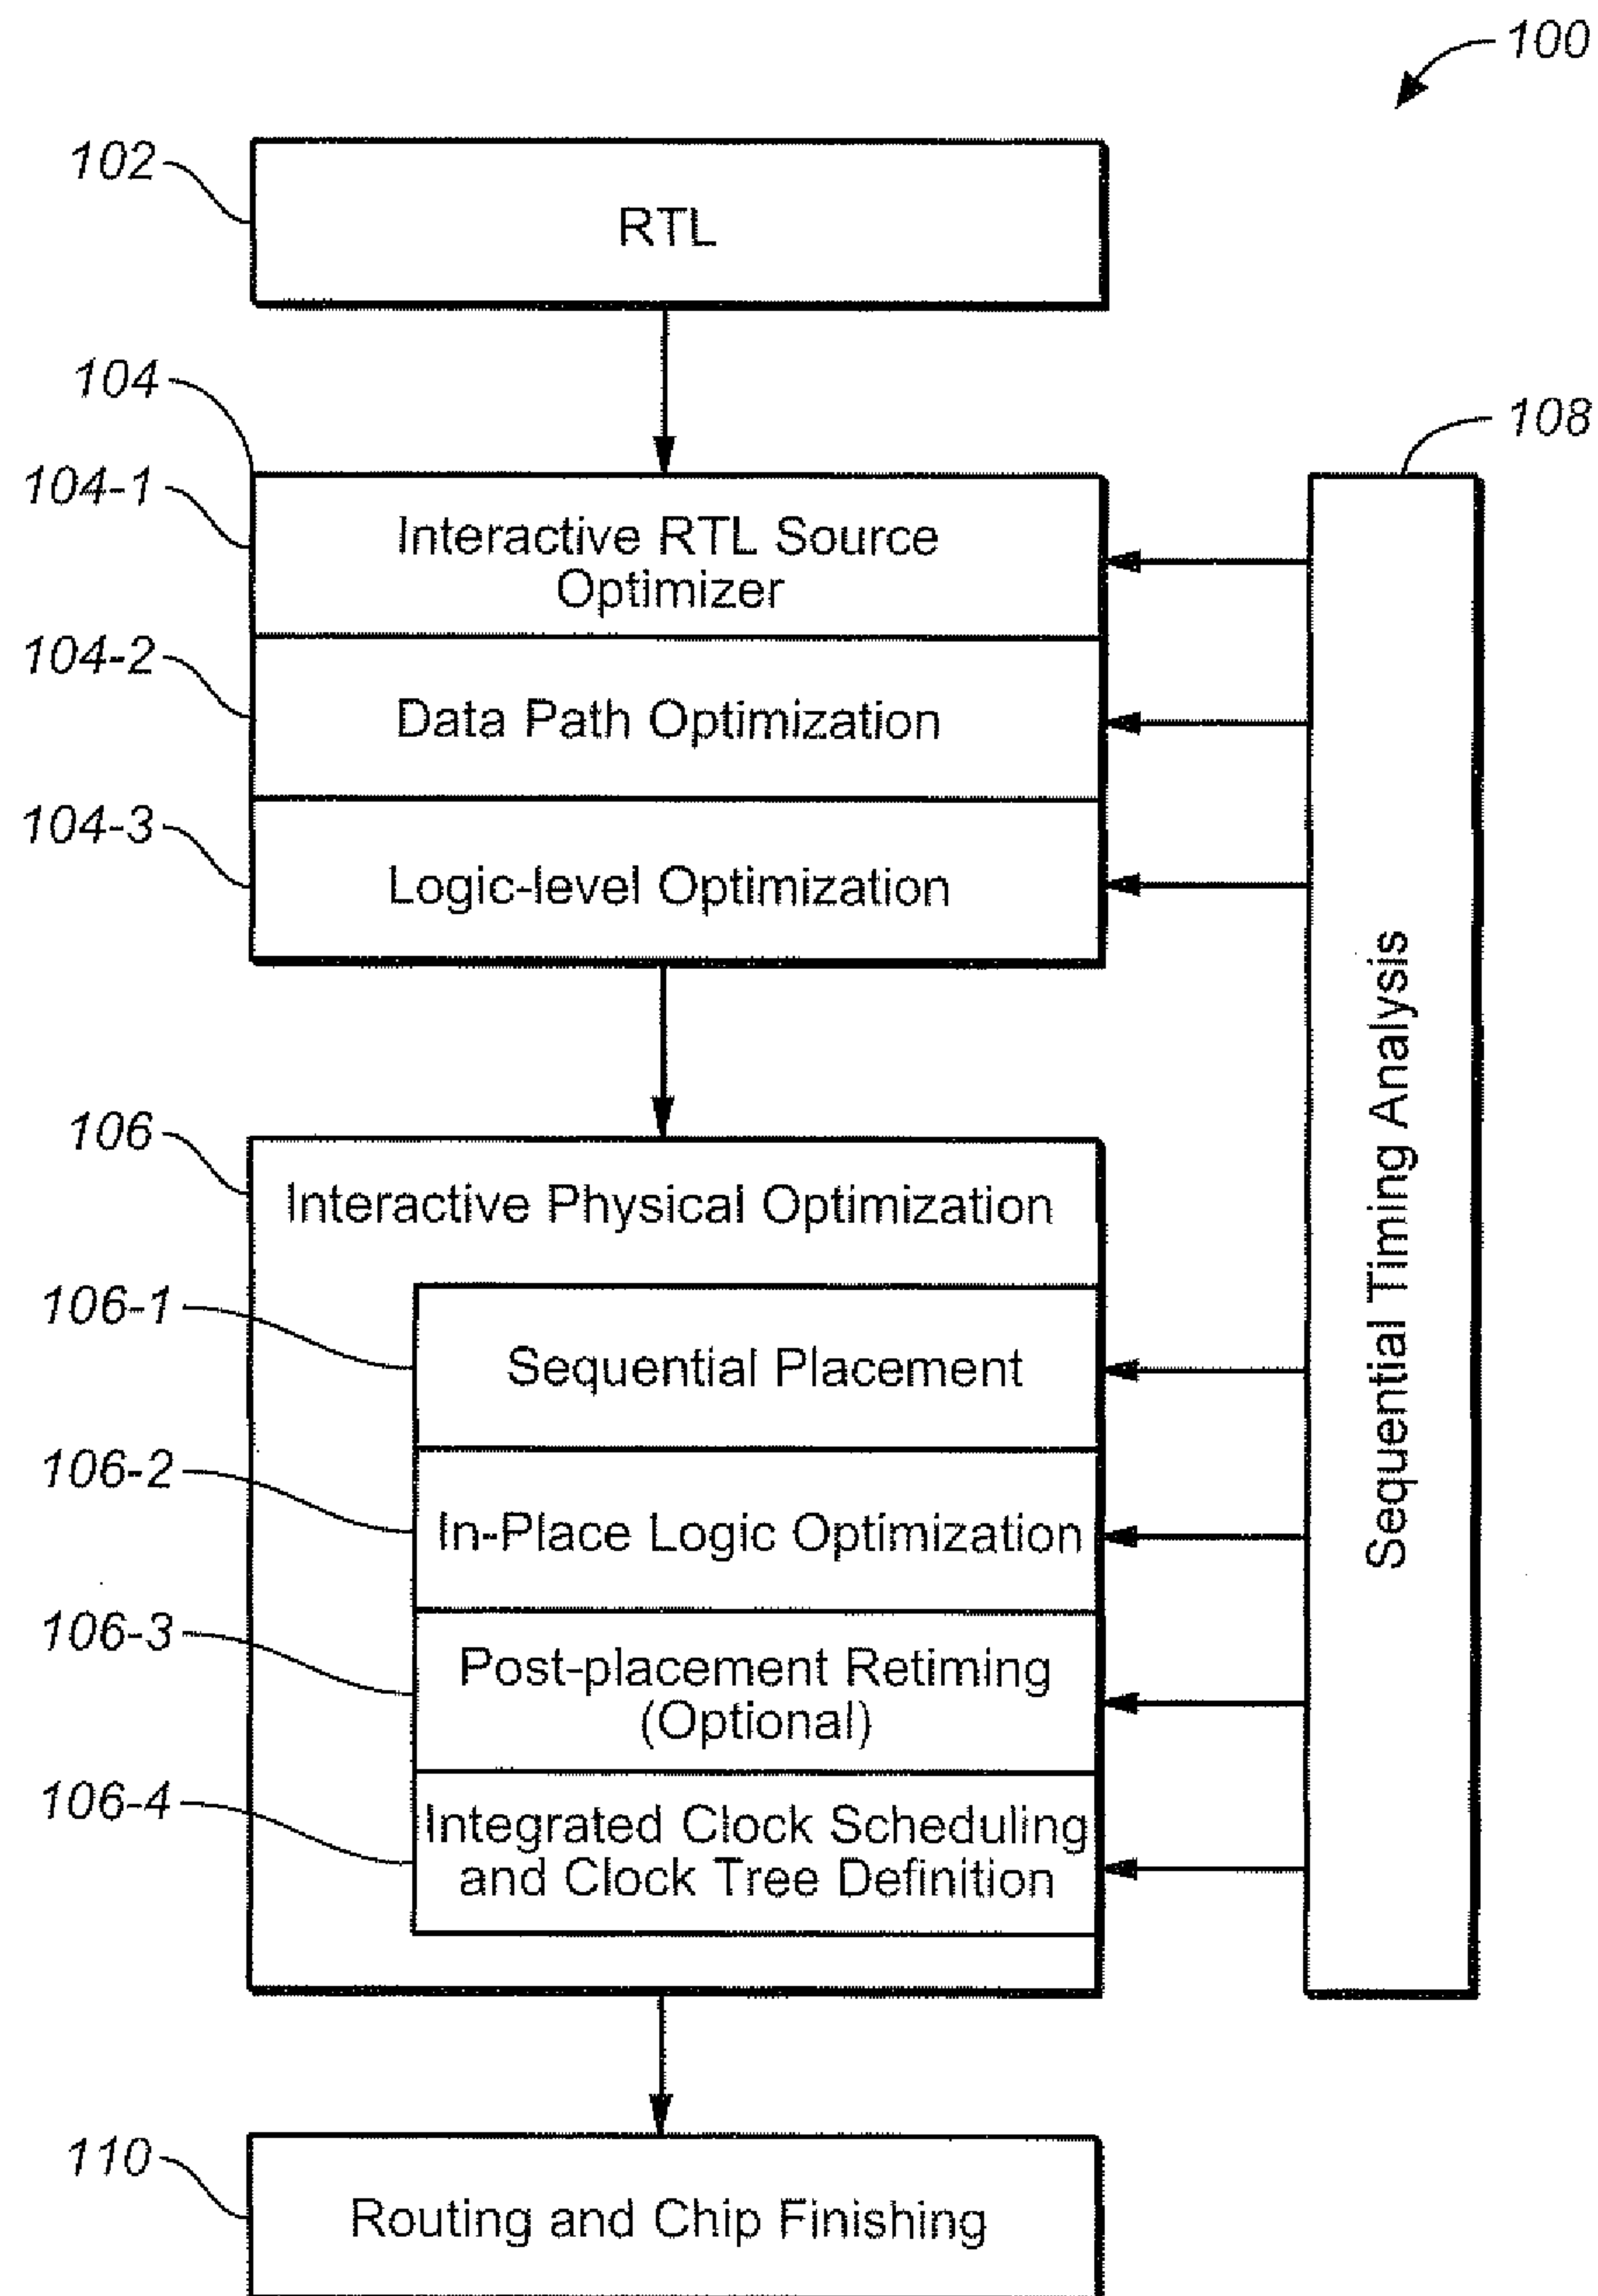 100
102
RTL
104
108
104-1
Interactive RTL Source
Optimizer
104-2
Data Path Optimization
104-3
Logic-level Optimization
Sequential Timing Analysis
106
Interactive Physical Optimization
106-1
Sequential Placement
106-2
In-Place Logic Optimization
106-3
Post-placement Retiming
(Optional)
106-4
Integrated Clock Scheduling
and Clock Tree Definition
110
Routing and Chip Finishing